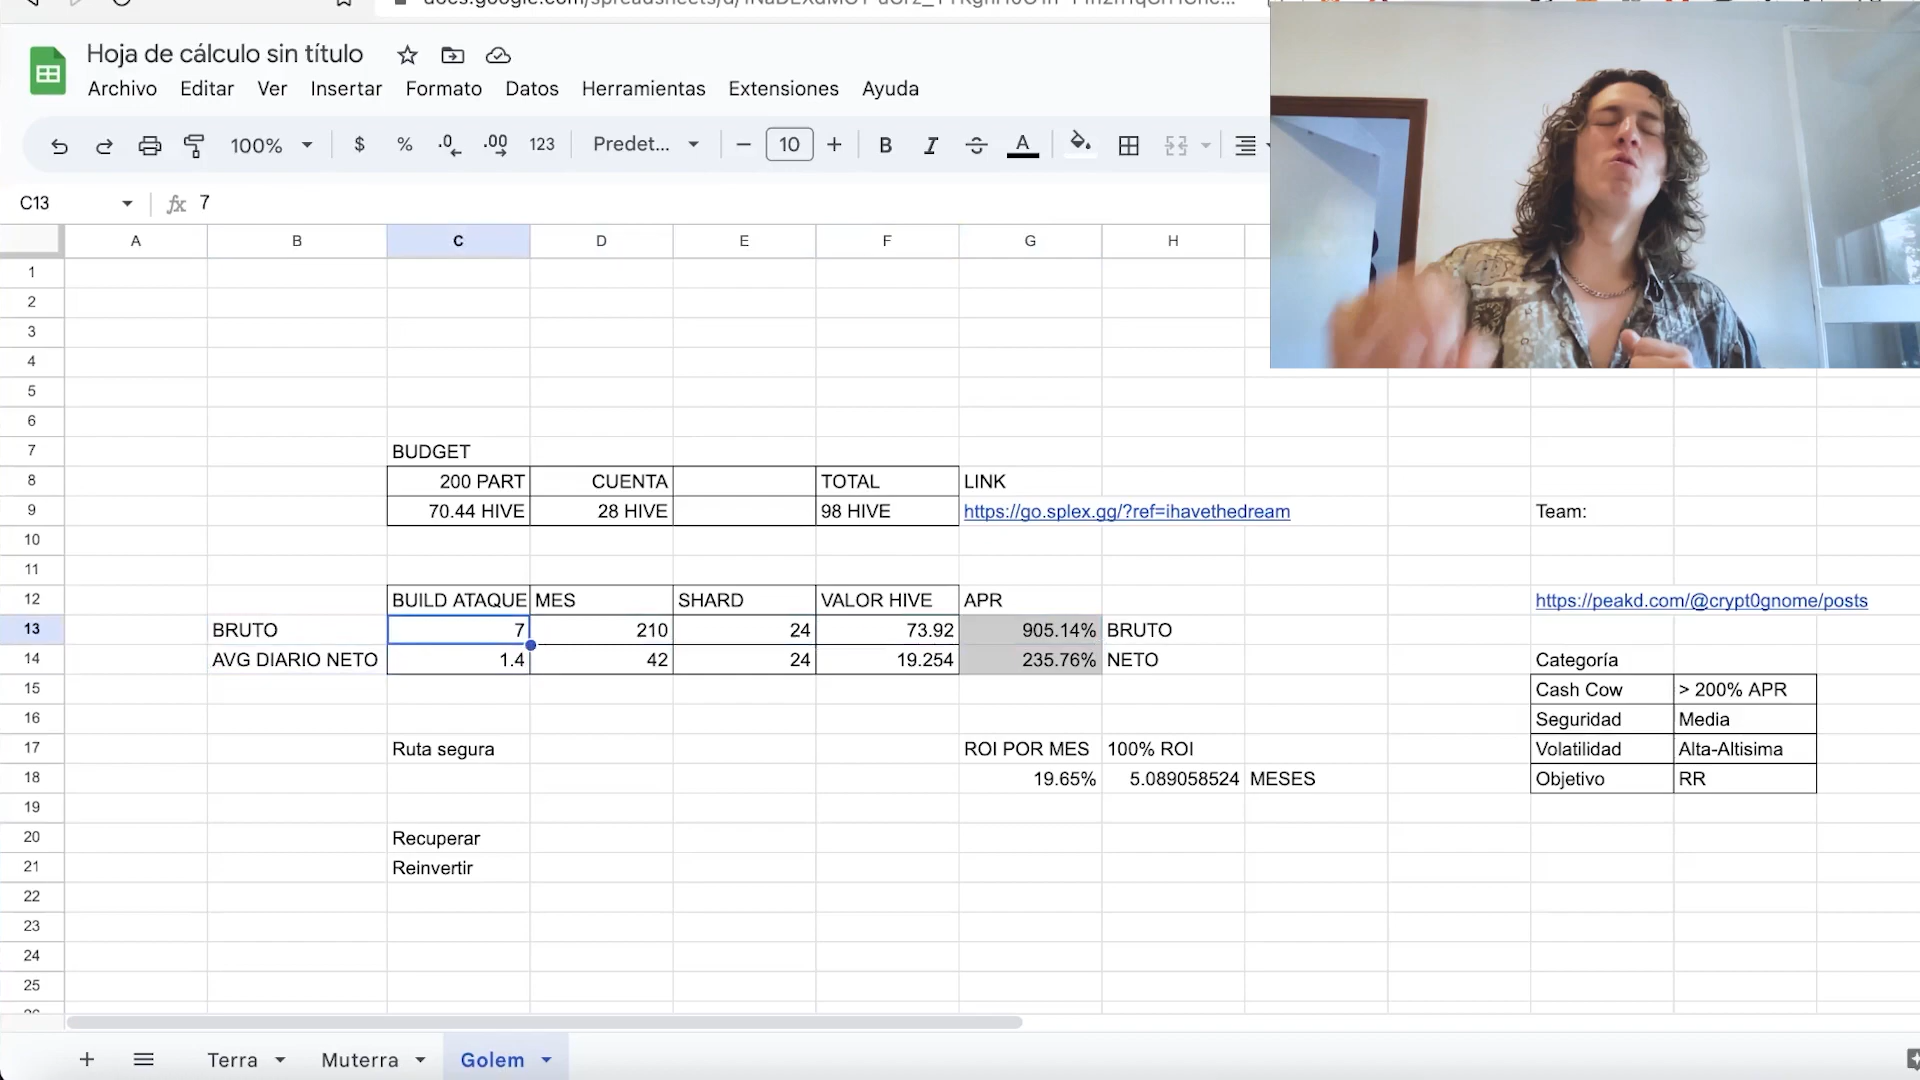 Hoja de cálculo sin título
Archivo Editar Ver Insertar Formato Datos Herramientas Extensiones Ayuda
100% $ % .0 .00 123 Predet... 10 B I S A
C13 fx 7
A B C D E F G H
1
2
3
4
5
6
7 BUDGET
8 200 PART CUENTA TOTAL LINK
9 70.44 HIVE 28 HIVE 98 HIVE https://go.splex.gg/?ref=ihavethedream Team:
10
11
12 BUILD ATAQUE MES SHARD VALOR HIVE APR https://peakd.com/@crypt0gnome/posts
13 BRUTO 7 210 24 73.92 905.14% BRUTO
14 AVG DIARIO NETO 1.4 42 24 19.254 235.76% NETO Categoría
15 Cash Cow > 200% APR
16 Seguridad Media
17 Ruta segura ROI POR MES 100% ROI Volatilidad Alta-Altisima
18 19.65% 5.089058524 MESES Objetivo RR
19
20 Recuperar
21 Reinvertir
22
23
24
25
+ Terra Muterra Golem